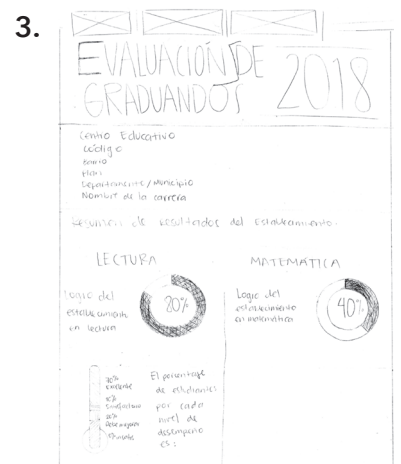 3.
EVALUACIÓN DE
GRADUANDOS
2018
Centro Educativo
Código
Barrio
Plan
Departamento/Municipio
Nombre de la carrera
Resumen de resultados del establecimiento:
LECTURA
Logro del
establecimiento
en lectura
80%
MATEMÁTICA
Logro del
establecimiento
en matemática
40%
Excelente
Satisfactorio
Debe mejorar
El porcentaje
de estudiantes
por cada
nivel de
desempeño
es: